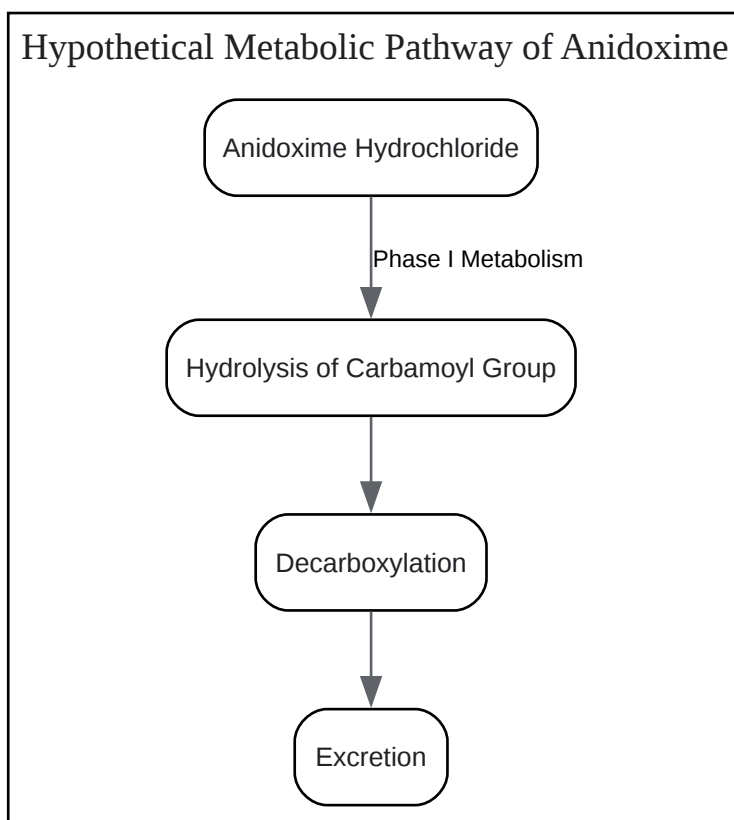 Hypothetical Metabolic Pathway of Anidoxime
Anidoxime Hydrochloride
Phase I Metabolism
Hydrolysis of Carbamoyl Group
Decarboxylation
Excretion